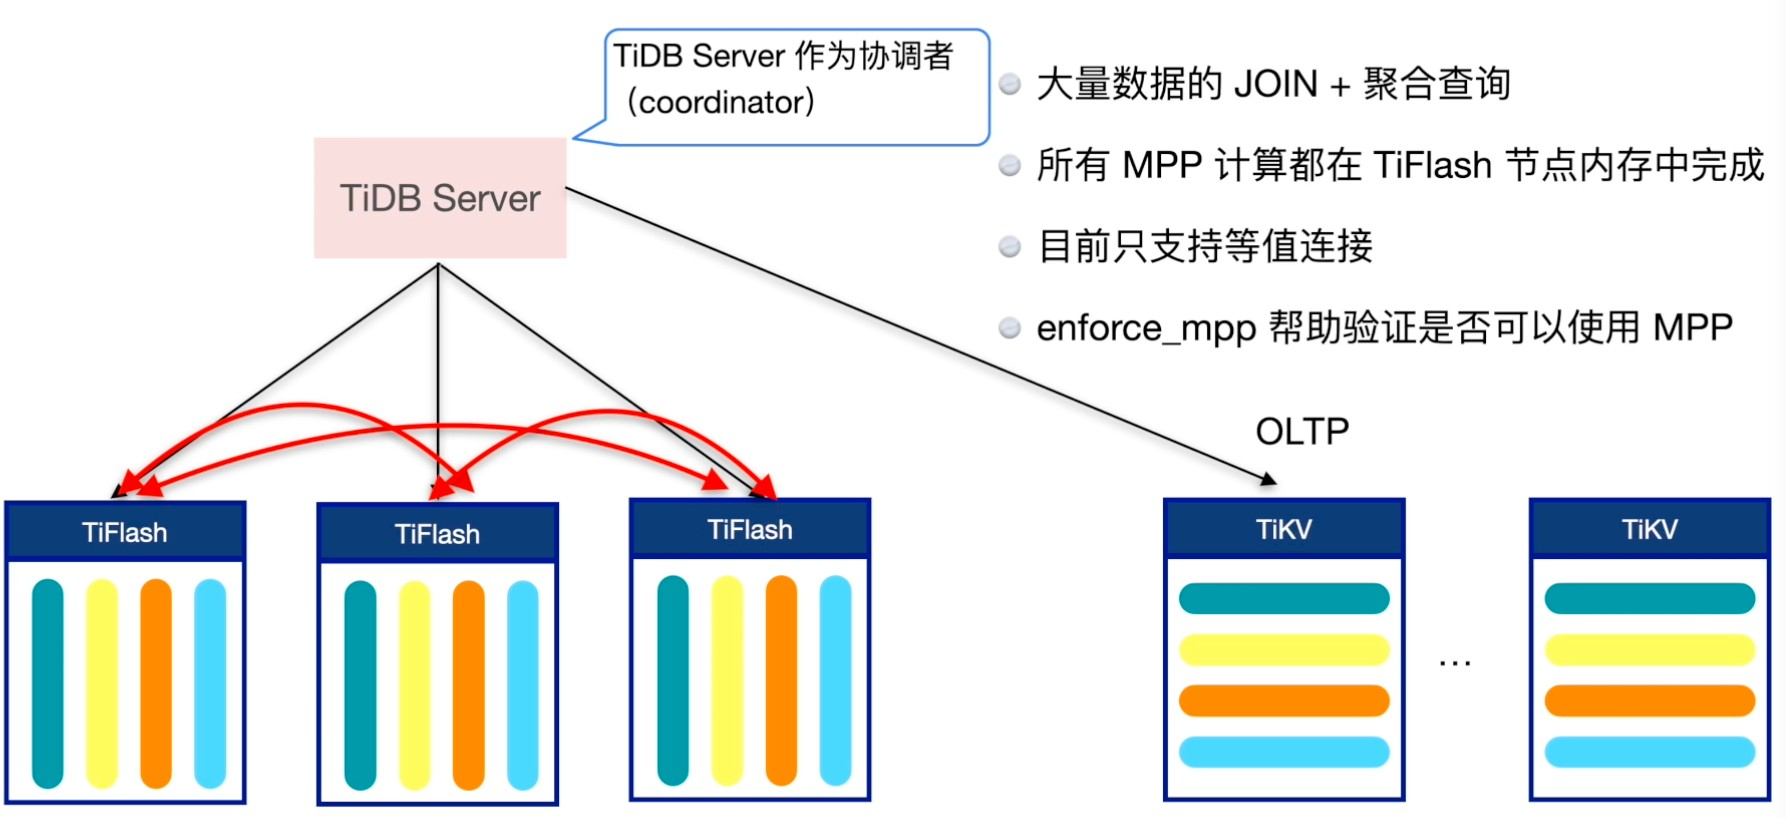 TiDB Server 作为协调者
（coordinator）
TiDB Server
大量数据的 JOIN + 聚合查询
所有 MPP 计算都在 TiFlash 节点内存中完成
目前只支持等值连接
enforce_mpp 帮助验证是否可以使用 MPP
OLTP
TiFlash
TiFlash
TiFlash
TiKV
...
TiKV